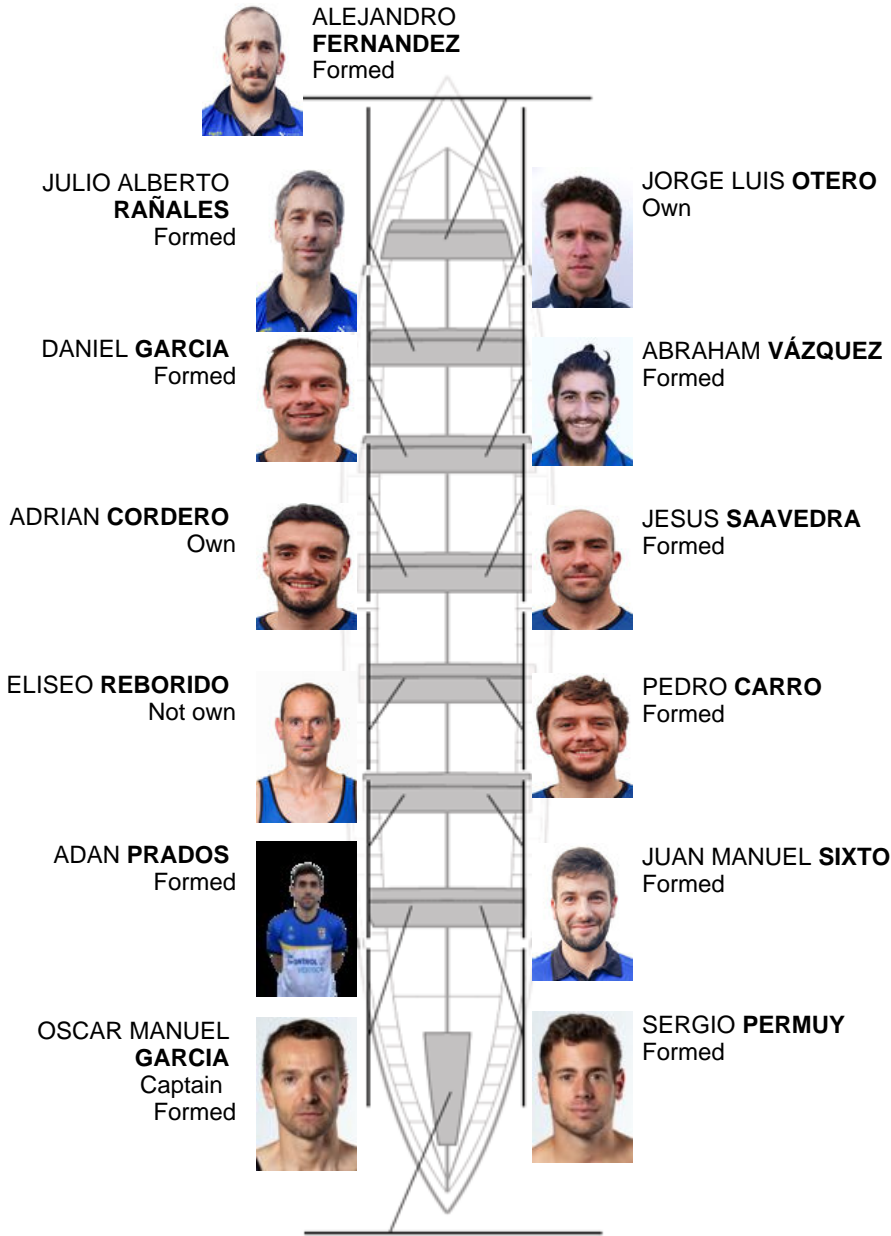 ALEJANDRO
FERNANDEZ
Formed
JULIO ALBERTO
RAÑALES
Formed
JORGE LUIS OTERO
Own
DANIEL GARCIA
Formed
ABRAHAM VÁZQUEZ
Formed
ADRIAN CORDERO
Own
JESUS SAAVEDRA
Formed
ELISEO REBORIDO
Not own
PEDRO CARRO
Formed
ADAN PRADOS
Formed
JUAN MANUEL SIXTO
Formed
OSCAR MANUEL
GARCIA
Captain
Formed
SERGIO PERMUY
Formed